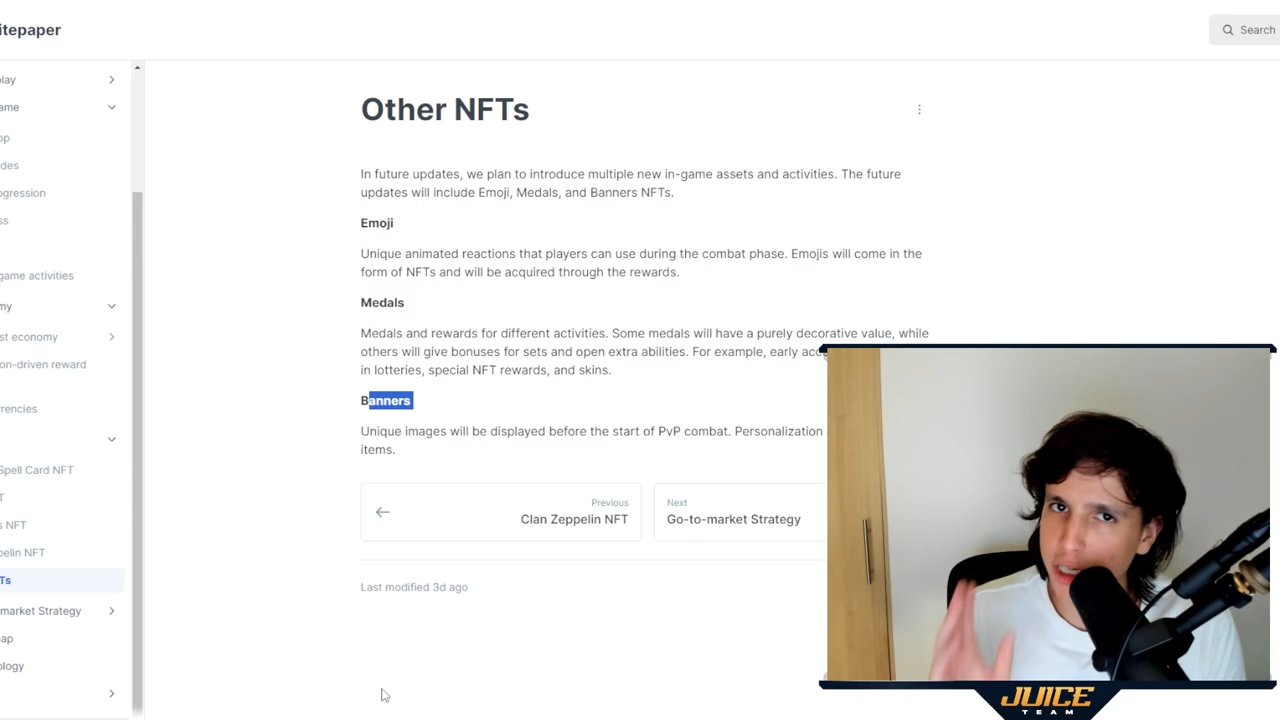 itepaper
Search
play
ame
op
des
ogression
ss
game activities
my
st economy
on-driven reward
rencies
Spell Card NFT
T
s NFT
pelin NFT
Ts
market Strategy
ap
ology
Other NFTs
In future updates, we plan to introduce multiple new in-game assets and activities. The future
updates will include Emoji, Medals, and Banners NFTs.
Emoji
Unique animated reactions that players can use during the combat phase. Emojis will come in the
form of NFTs and will be acquired through the rewards.
Medals
Medals and rewards for different activities. Some medals will have a purely decorative value, while
others will give bonuses for sets and open extra abilities. For example, early
in lotteries, special NFT rewards, and skins.
Banners
Unique images will be displayed before the start of PvP combat. Personalization
items.
Previous
Clan Zeppelin NFT
Next
Go-to-market Strategy
Last modified 3d ago
JUICE
TEAM